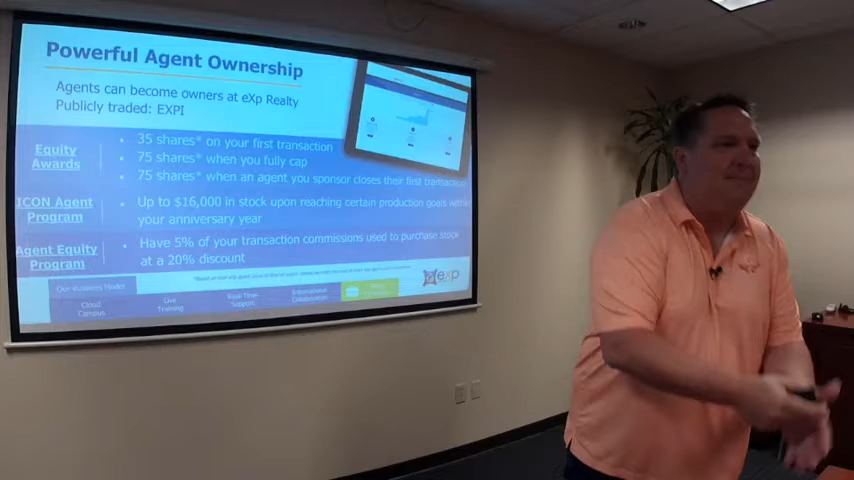 Powerful Agent Ownership
Agents can become owners at eXp Realty
Publicly traded: EXPI
Equity
Awards
• 35 shares* on your first transaction
• 75 shares* when you fully cap
• 75 shares* when an agent you sponsor closes their first transaction
ICON Agent
Program
• Up to $16,000 in stock upon reaching certain production goals within
your anniversary year
Agent Equity
Program
• Have 5% of your transaction commissions used to purchase stock
at a 20% discount
Our Business Model
Cloud
Campus
Live
Training
Real-Time
Support
International
Collaboration
eXp